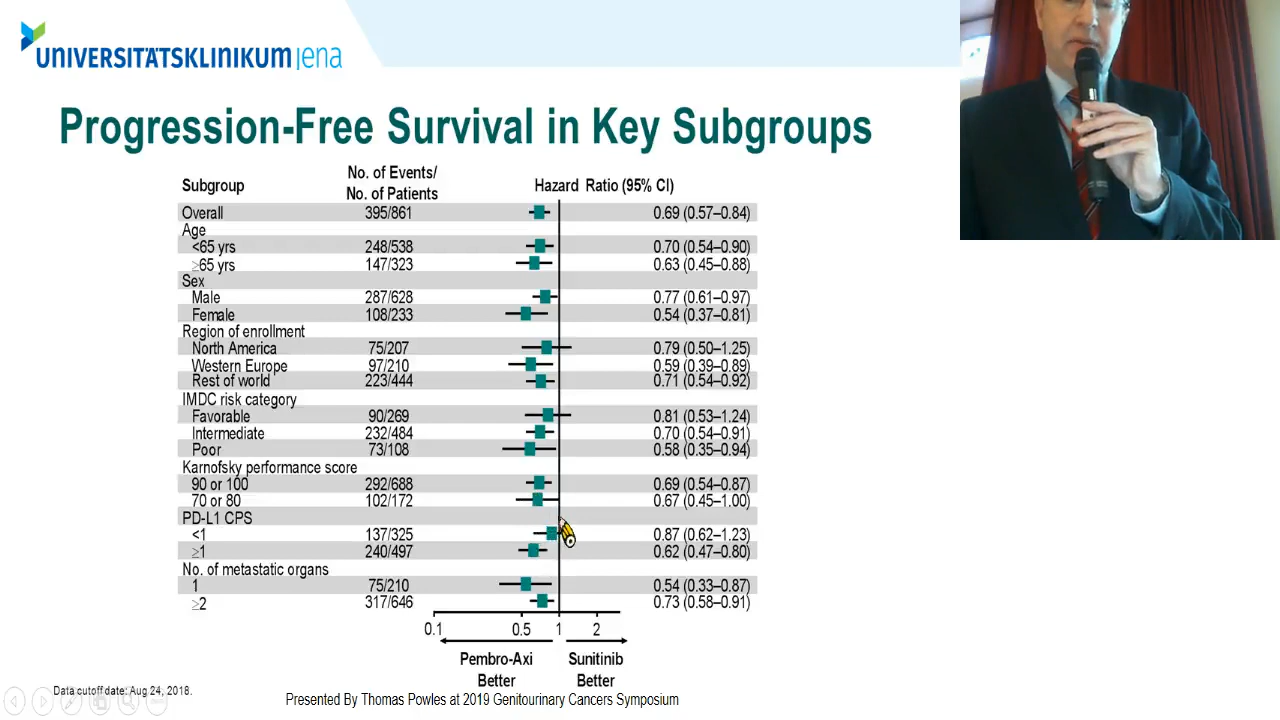 UNIVERSITÄTSKLINIKUM jena
Progression-Free Survival in Key Subgroups
Subgroup No. of Events/ No. of Patients Hazard Ratio (95% CI)
Overall 395/861 0.69 (0.57–0.84)
Age
<65 yrs 248/538 0.70 (0.54–0.90)
≥65 yrs 147/323 0.63 (0.45–0.88)
Sex
Male 287/628 0.77 (0.61–0.97)
Female 108/233 0.54 (0.37–0.81)
Region of enrollment
North America 75/207 0.79 (0.50–1.25)
Western Europe 97/210 0.59 (0.39–0.89)
Rest of world 223/444 0.71 (0.54–0.92)
IMDC risk category
Favorable 90/269 0.81 (0.53–1.24)
Intermediate 232/484 0.70 (0.54–0.91)
Poor 73/108 0.58 (0.35–0.94)
Karnofsky performance score
90 or 100 292/688 0.69 (0.54–0.87)
70 or 80 102/172 0.67 (0.45–1.00)
PD-L1 CPS
<1 137/325 0.87 (0.62–1.23)
≥1 240/497 0.62 (0.47–0.80)
No. of metastatic organs
1 75/210 0.54 (0.33–0.87)
≥2 317/646 0.73 (0.58–0.91)
0.1 0.5 1 2
Pembro-Axi Better Sunitinib Better
Data cutoff date: Aug 24, 2018.
Presented By Thomas Powles at 2019 Genitourinary Cancers Symposium